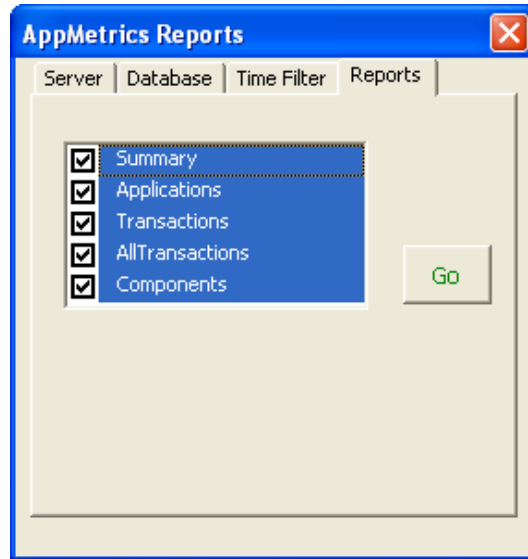 AppMetrics Reports
Server Database Time Filter Reports
Summary
Applications
Transactions
AllTransactions
Components
Go